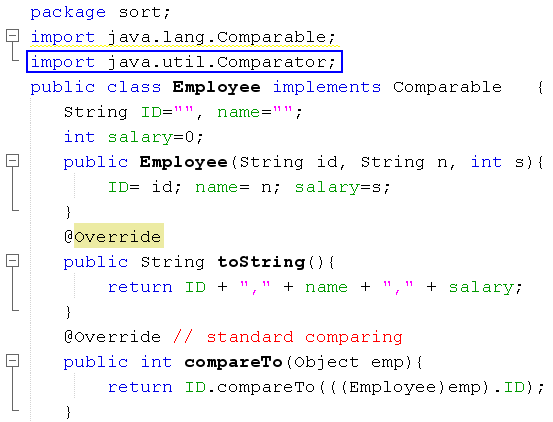 package sort;
import java.lang.Comparable;
import java.util.Comparator;
public class Employee implements Comparable {
String ID="", name="";
int salary=0;
public Employee(String id, String n, int s){
ID= id; name= n; salary=s;
}
@Override
public String toString(){
return ID + "," + name + "," + salary;
}
@Override // standard comparing
public int compareTo(Object emp){
return ID.compareTo(((Employee)emp).ID);
}